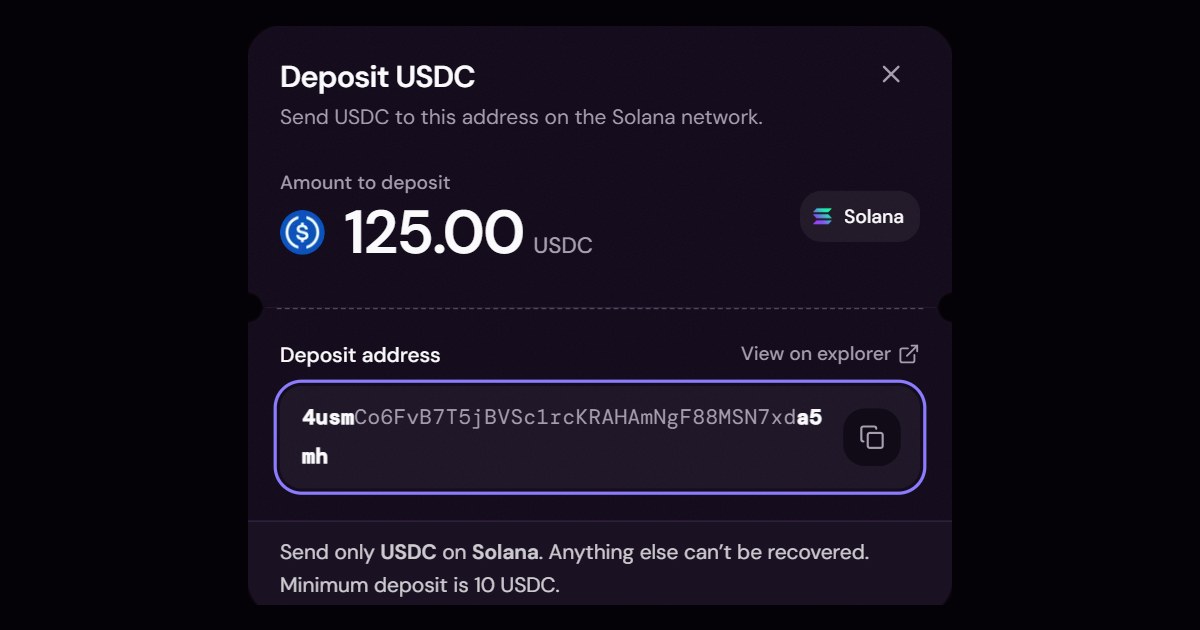 Deposit USDC
Send USDC to this address on the Solana network.
Amount to deposit
125.00 USDC
Solana
Deposit address
View on explorer
4usmCo6FvB7T5jBVSc1rcKRAHAmNgF88MSN7xda5
mh
Send only USDC on Solana. Anything else can’t be recovered.
Minimum deposit is 10 USDC.